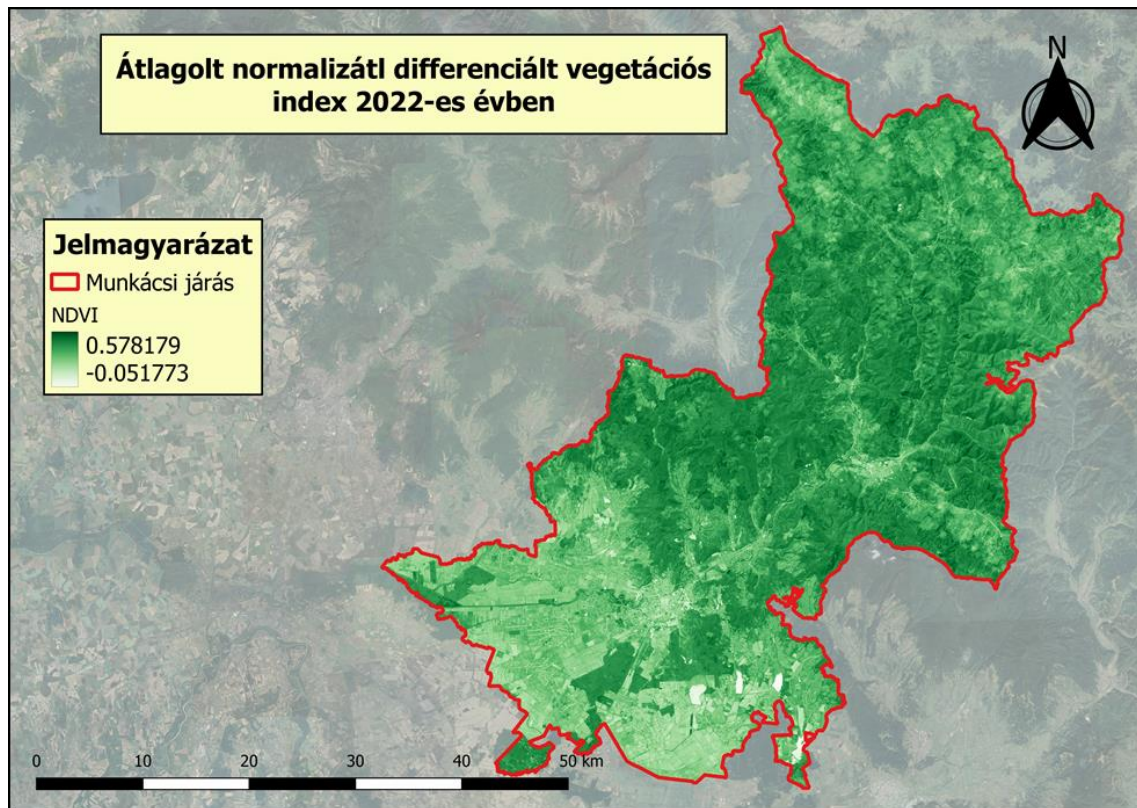 Átlagolt normalizátl differenciált vegetációs
index 2022-es évben
N
Jelmagyarázat
Munkácsi járás
NDVI
0.578179
-0.051773
0 10 20 30 40 50 km